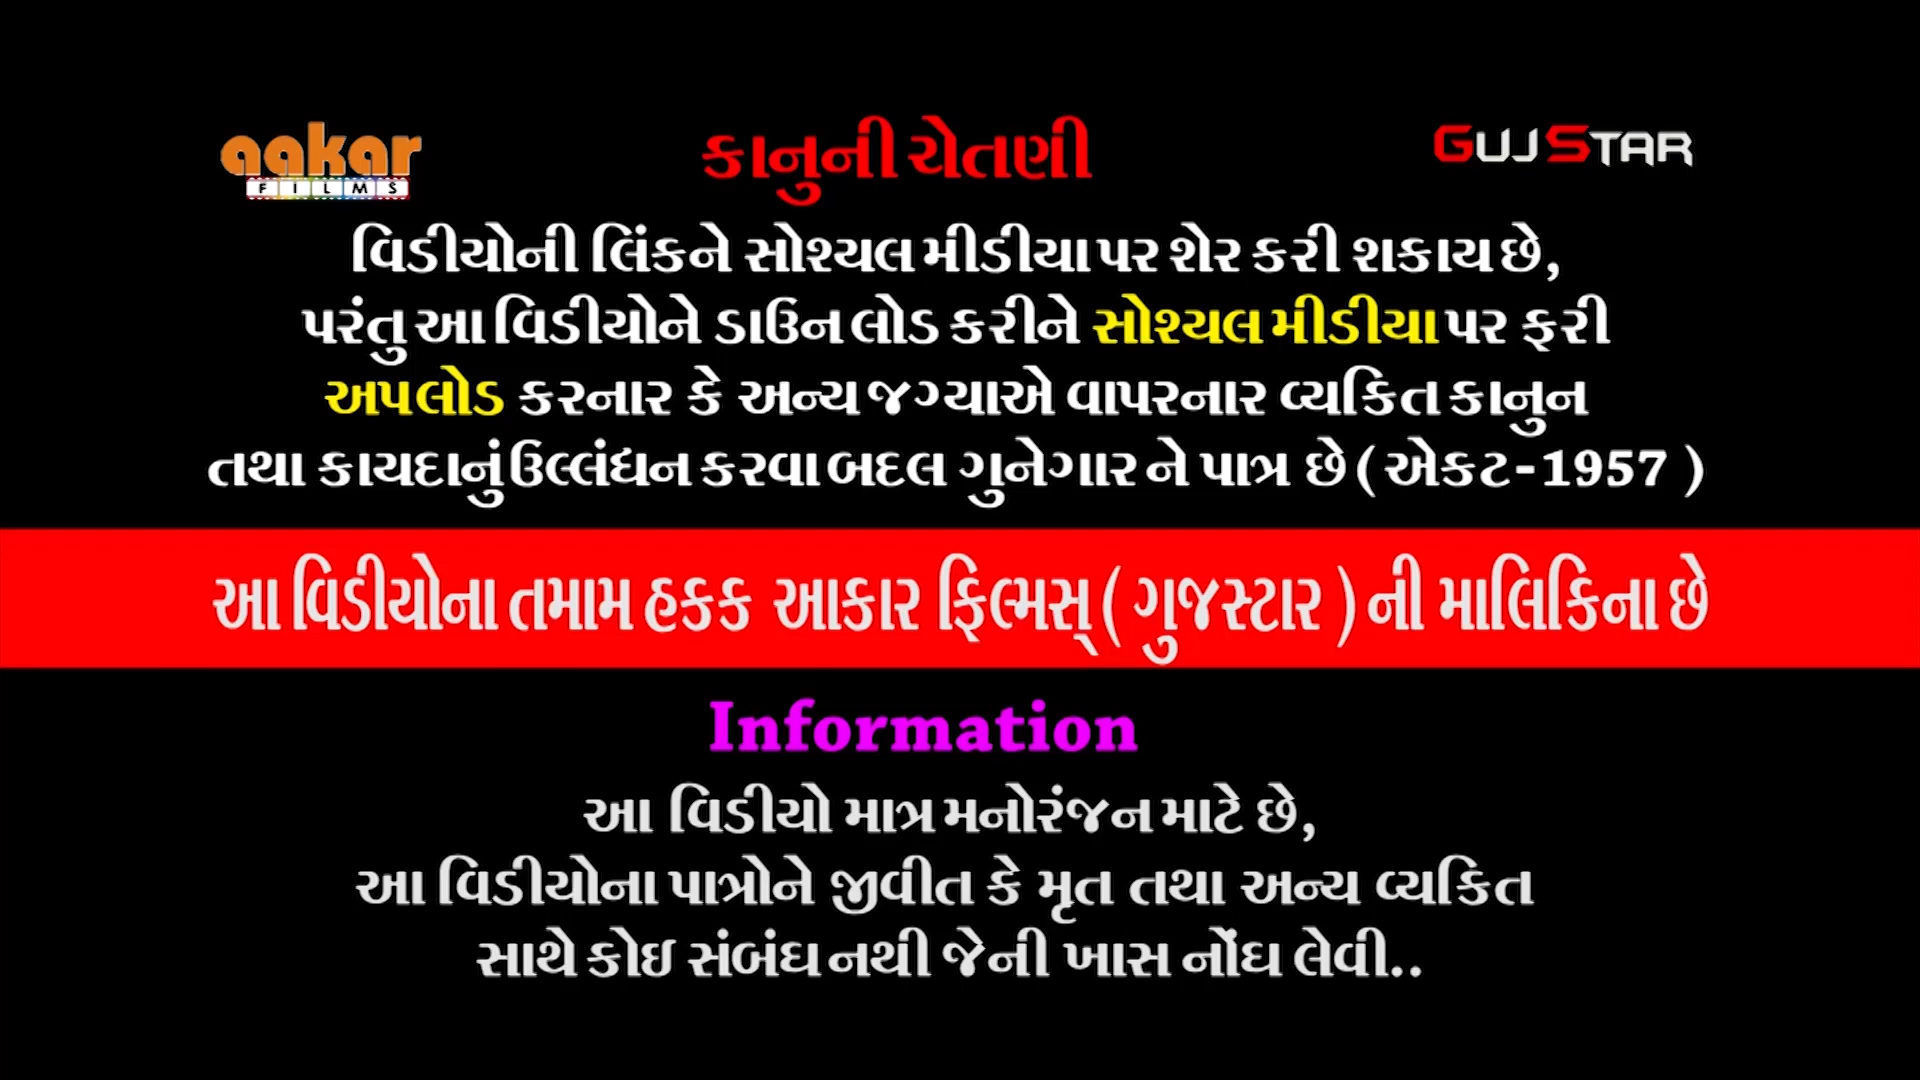 aakar
FILMS
કાનુની ચેતણી
GUJSTAR
વિડીયોની લિંકને સોશ્યલ મીડીયા પર શેર કરી શકાય છે,
પરંતુ આ વિડીયોને ડાઉન લોડ કરીને સોશ્યલ મીડીયા પર ફરી
અપલોડ કરનાર કે અન્ય જગ્યાએ વાપરનાર વ્યકિત કાનુન
તથા કાયદાનું ઉલ્લંઘન કરવા બદલ ગુનેગાર ને પાત્ર છે ( એકટ-1957 )
આ વિડીયોના તમામ હકક આકાર ફિલ્મસ્ ( ગુજસ્ટાર ) ની માલિકિના છે
Information
આ વિડીયો માત્ર મનોરંજન માટે છે,
આ વિડીયોના પાત્રોને જીવીત કે મૃત તથા અન્ય વ્યકિત
સાથે કોઇ સંબંધ નથી જેની ખાસ નોંધ લેવી..